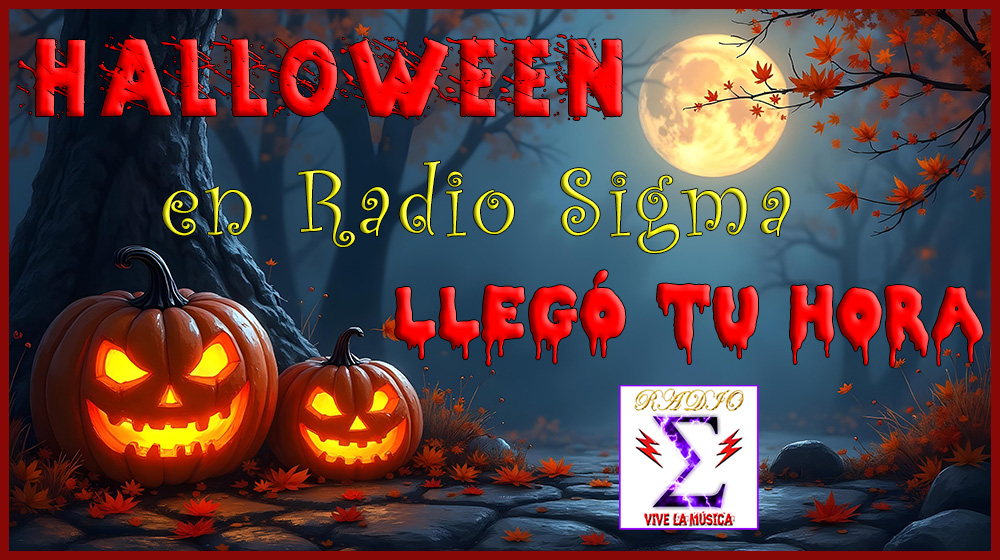 HALLOWEEN
en Radio Sigma
LLEGÓ TU HORA
RADIO
Σ
VIVE LA MÚSICA